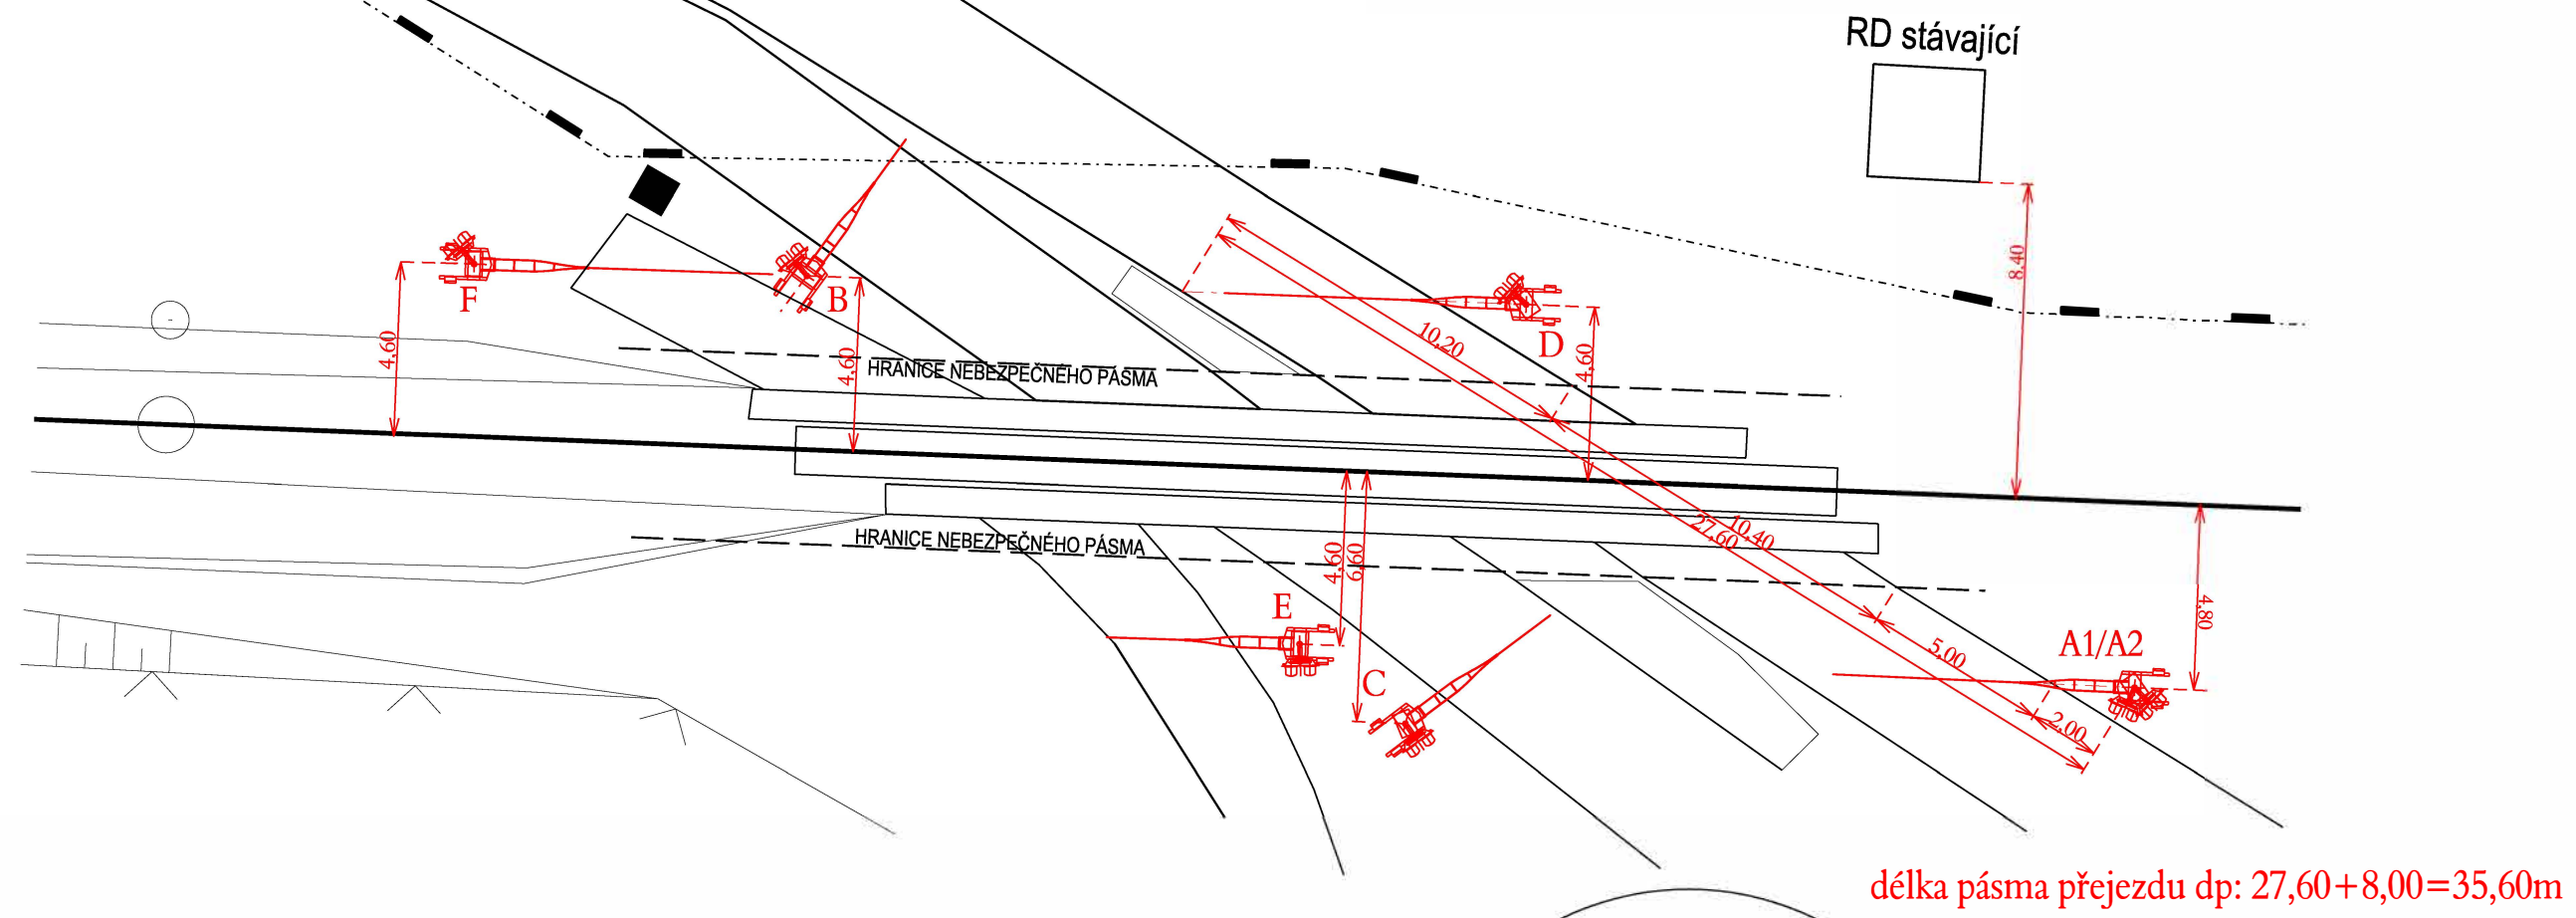 RD stávající
8.40
F
B
4,60
4,60
HRANICE NEBEZPEČNÉHO PÁSMA
10,20
D
4,60
HRANICE NEBEZPEČNÉHO PÁSMA
4,60
6,60
27,60
10,40
E
C
5,00
2,00
A1/A2
4,80
délka pásma přejezdu dp: 27,60+8,00=35,60m